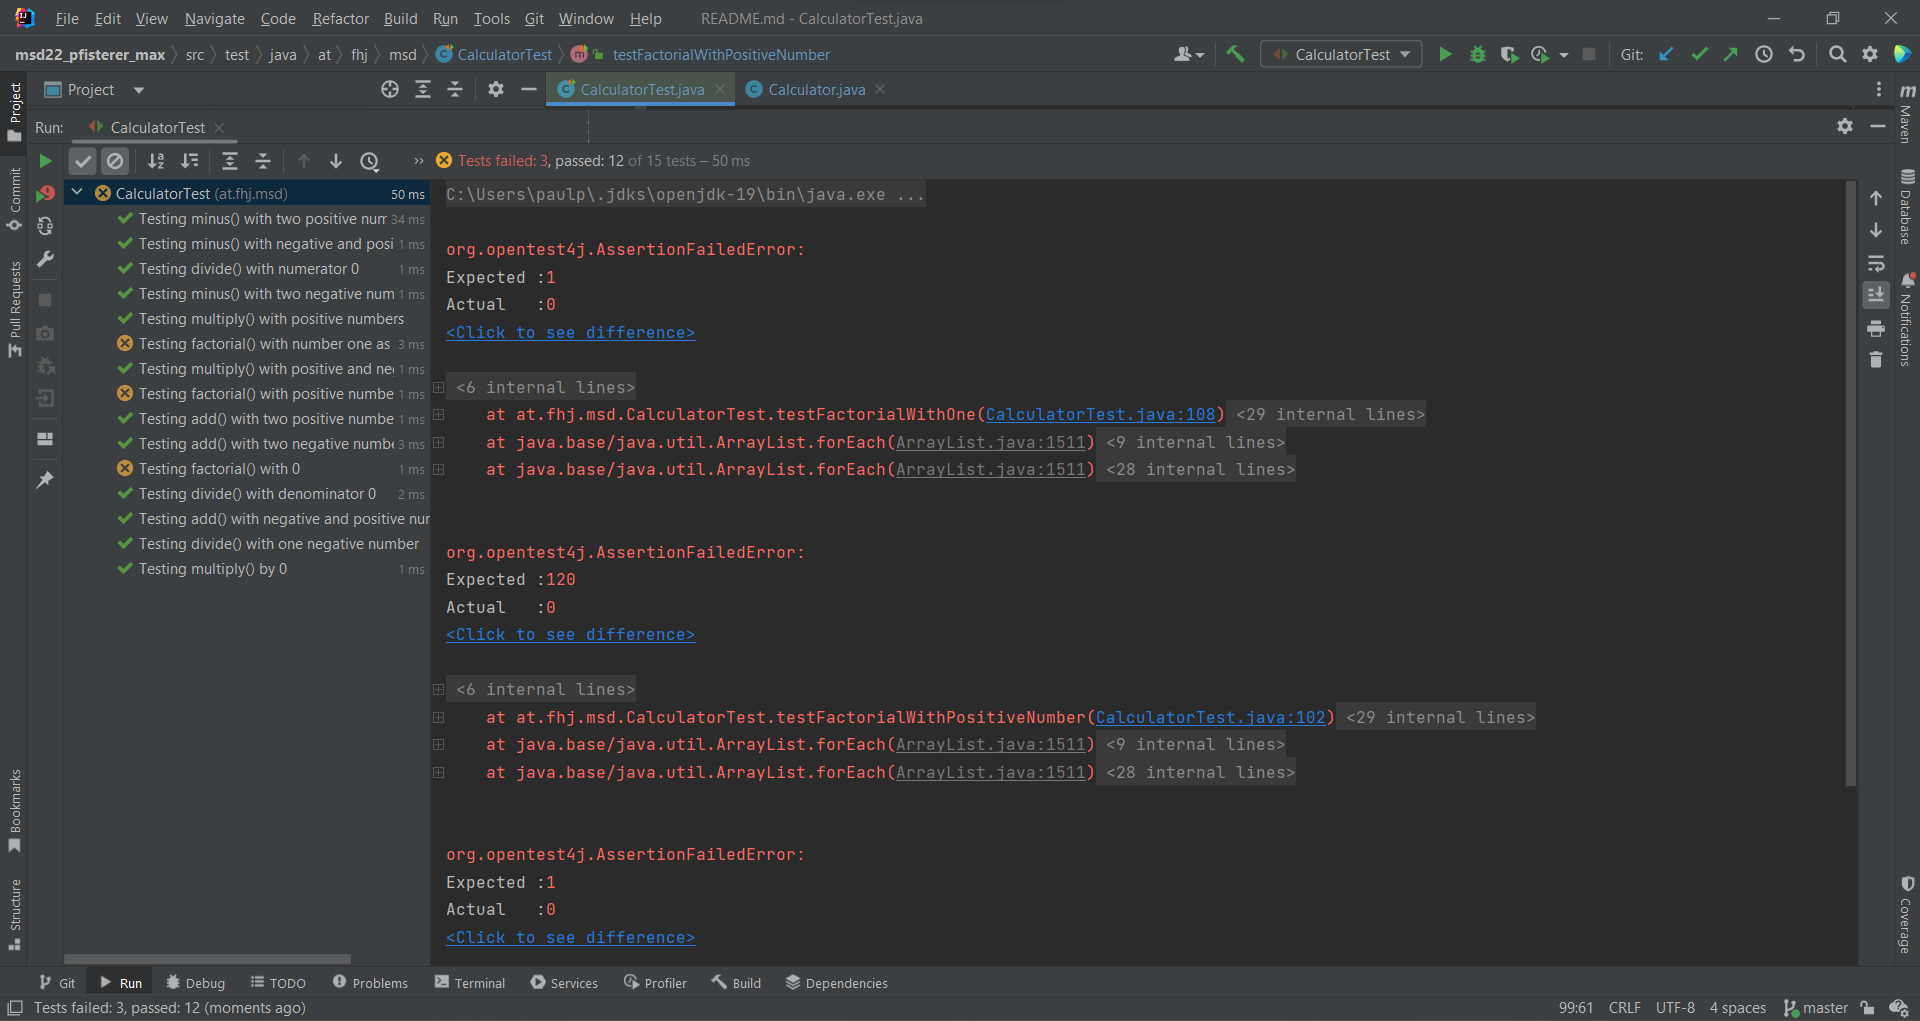 File Edit View Navigate Code Refactor Build Run Tools Git Window Help README.md - CalculatorTest.java
msd22_pfisterer_max src test java at fhj msd CalculatorTest testFactorialWithPositiveNumber CalculatorTest Git:
Project CalculatorTest.java Calculator.java
Run: CalculatorTest
Tests failed: 3, passed: 12 of 15 tests – 50 ms
CalculatorTest (at.fhj.msd) 50 ms
Testing minus() with two positive num 34 ms
Testing minus() with negative and posi 1 ms
Testing divide() with numerator 0 1 ms
Testing minus() with two negative num 1 ms
Testing multiply() with positive numbers
Testing factorial() with number one as 3 ms
Testing multiply() with positive and neg 1 ms
Testing factorial() with positive numbe 1 ms
Testing add() with two positive numbe 1 ms
Testing add() with two negative numbe 3 ms
Testing factorial() with 0 1 ms
Testing divide() with denominator 0 2 ms
Testing add() with negative and positive nur
Testing divide() with one negative number
Testing multiply() by 0 1 ms
C:\Users\paulp\.jdks\openjdk-19\bin\java.exe ...
org.opentest4j.AssertionFailedError:
Expected :1
Actual   :0
<Click to see difference>
<6 internal lines>
at at.fhj.msd.CalculatorTest.testFactorialWithOne(CalculatorTest.java:108) <29 internal lines>
at java.base/java.util.ArrayList.forEach(ArrayList.java:1511) <9 internal lines>
at java.base/java.util.ArrayList.forEach(ArrayList.java:1511) <28 internal lines>
org.opentest4j.AssertionFailedError:
Expected :120
Actual   :0
<Click to see difference>
<6 internal lines>
at at.fhj.msd.CalculatorTest.testFactorialWithPositiveNumber(CalculatorTest.java:102) <29 internal lines>
at java.base/java.util.ArrayList.forEach(ArrayList.java:1511) <9 internal lines>
at java.base/java.util.ArrayList.forEach(ArrayList.java:1511) <28 internal lines>
org.opentest4j.AssertionFailedError:
Expected :1
Actual   :0
<Click to see difference>
Project
Commit
Pull Requests
Bookmarks
Structure
Maven
Database
Notifications
Coverage
Git Run Debug TODO Problems Terminal Services Profiler Build Dependencies
Tests failed: 3, passed: 12 (moments ago) 99:61 CRLF UTF-8 4 spaces master